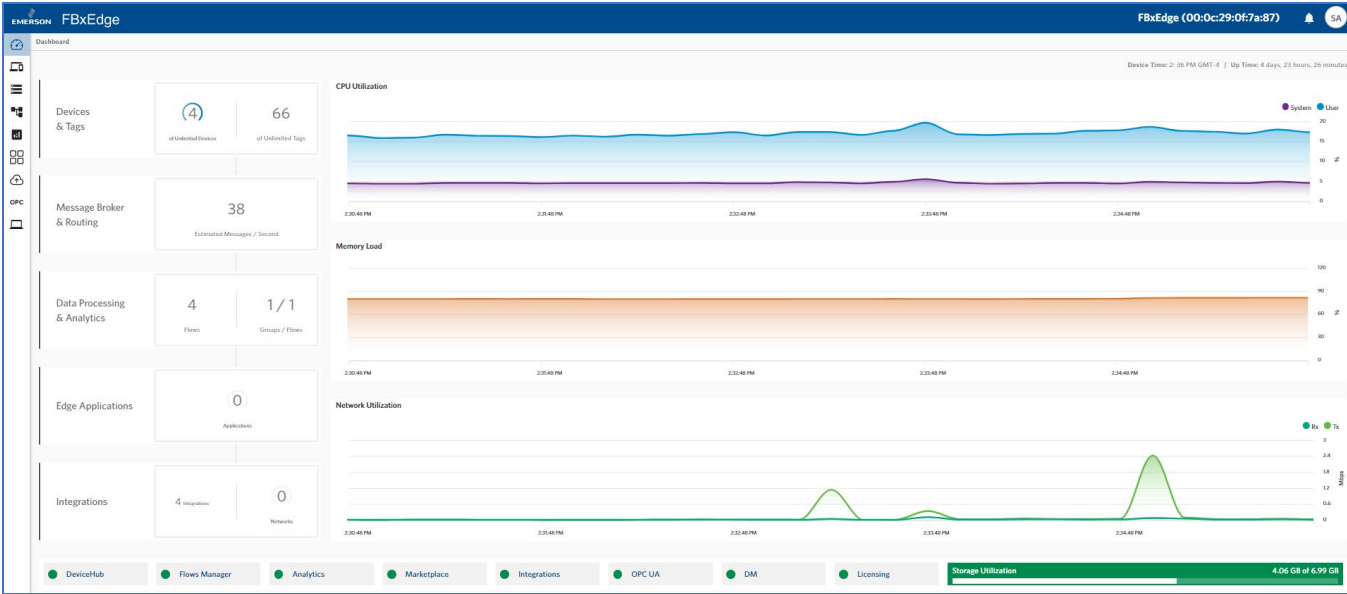 EMERSON FBxEdge
FBxEdge (00:0c:29:0f:7a:87)
SA
Dashboard
Device Time: 2: 36 PM GMT-4 | Up Time: 4 days, 23 hours, 26 minutes
OPC
Devices
& Tags
4
of Unlimited Devices
66
of Unlimited Tags
Message Broker
& Routing
38
Estimated Messages / Second
Data Processing
& Analytics
4
Flows
1 / 1
Groups / Flows
Edge Applications
0
Applications
Integrations
4 Integrations
0
Networks
CPU Utilization
System User
20
15
10
5
0
%
2:30:48 PM 2:31:48 PM 2:32:48 PM 2:33:48 PM 2:34:48 PM
Memory Load
120
90
60
30
0
%
2:30:48 PM 2:31:48 PM 2:32:48 PM 2:33:48 PM 2:34:48 PM
Network Utilization
Rx Tx
3
2.4
1.8
1.2
0.6
0
Mbps
2:30:48 PM 2:31:48 PM 2:32:48 PM 2:33:48 PM 2:34:48 PM
DeviceHub Flows Manager Analytics Marketplace Integrations OPC UA DM Licensing
Storage Utilization 4.06 GB of 6.99 GB